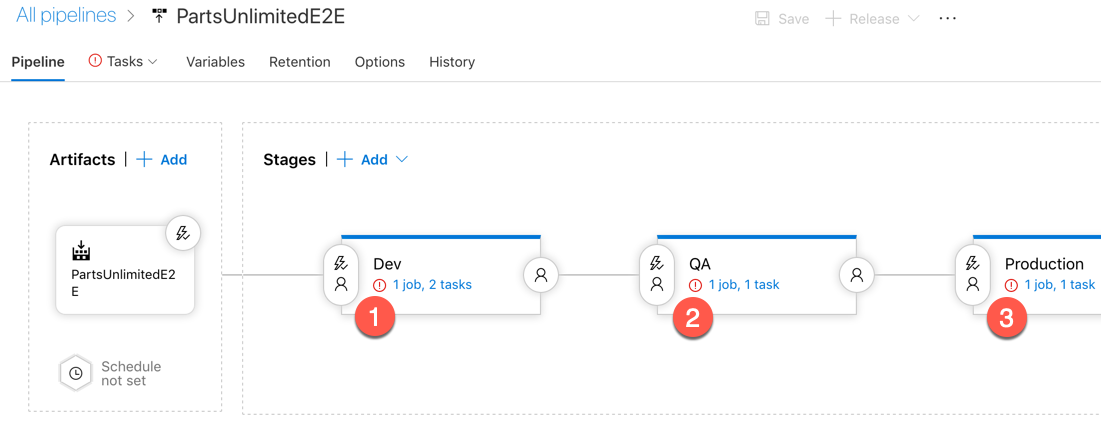 All pipelines > PartsUnlimitedE2E
Save + Release ...
Pipeline Tasks Variables Retention Options History
Artifacts | + Add
Stages | + Add
PartsUnlimitedE2
E
Schedule
not set
Dev
1 job, 2 tasks
1
QA
1 job, 1 task
2
Production
1 job, 1 task
3